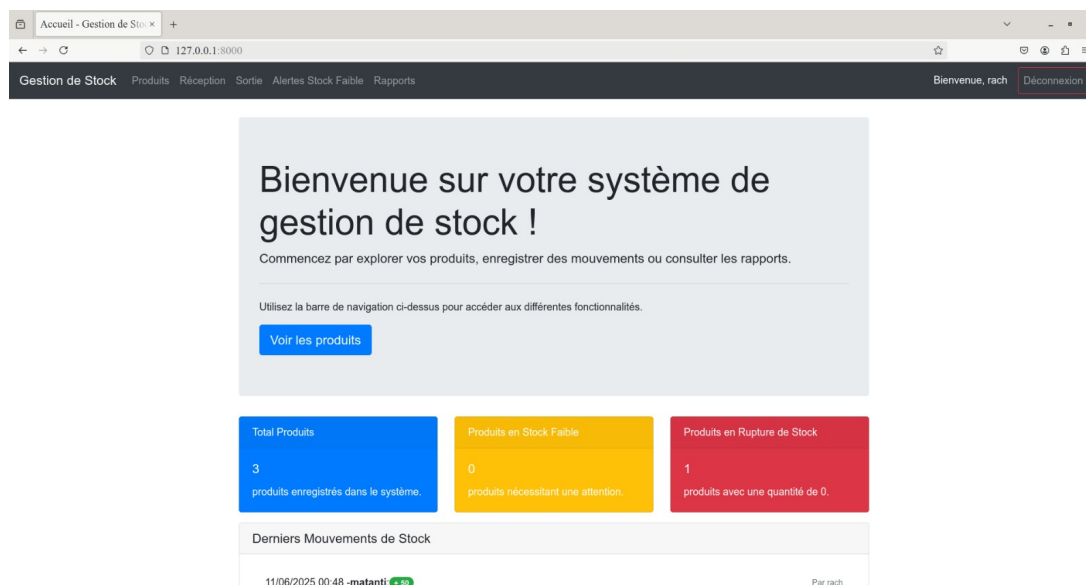 Accueil - Gestion de Sto
127.0.0.1:8000
Gestion de Stock Produits Réception Sortie Alertes Stock Faible Rapports Bienvenue, rach Déconnexion
Bienvenue sur votre système de
gestion de stock !
Commencez par explorer vos produits, enregistrer des mouvements ou consulter les rapports.
Utilisez la barre de navigation ci-dessus pour accéder aux différentes fonctionnalités.
Voir les produits
Total Produits
3
produits enregistrés dans le système.
Produits en Stock Faible
0
produits nécessitant une attention.
Produits en Rupture de Stock
1
produits avec une quantité de 0.
Derniers Mouvements de Stock
11/06/2025 00:48 -matanti: + 50 Par rach